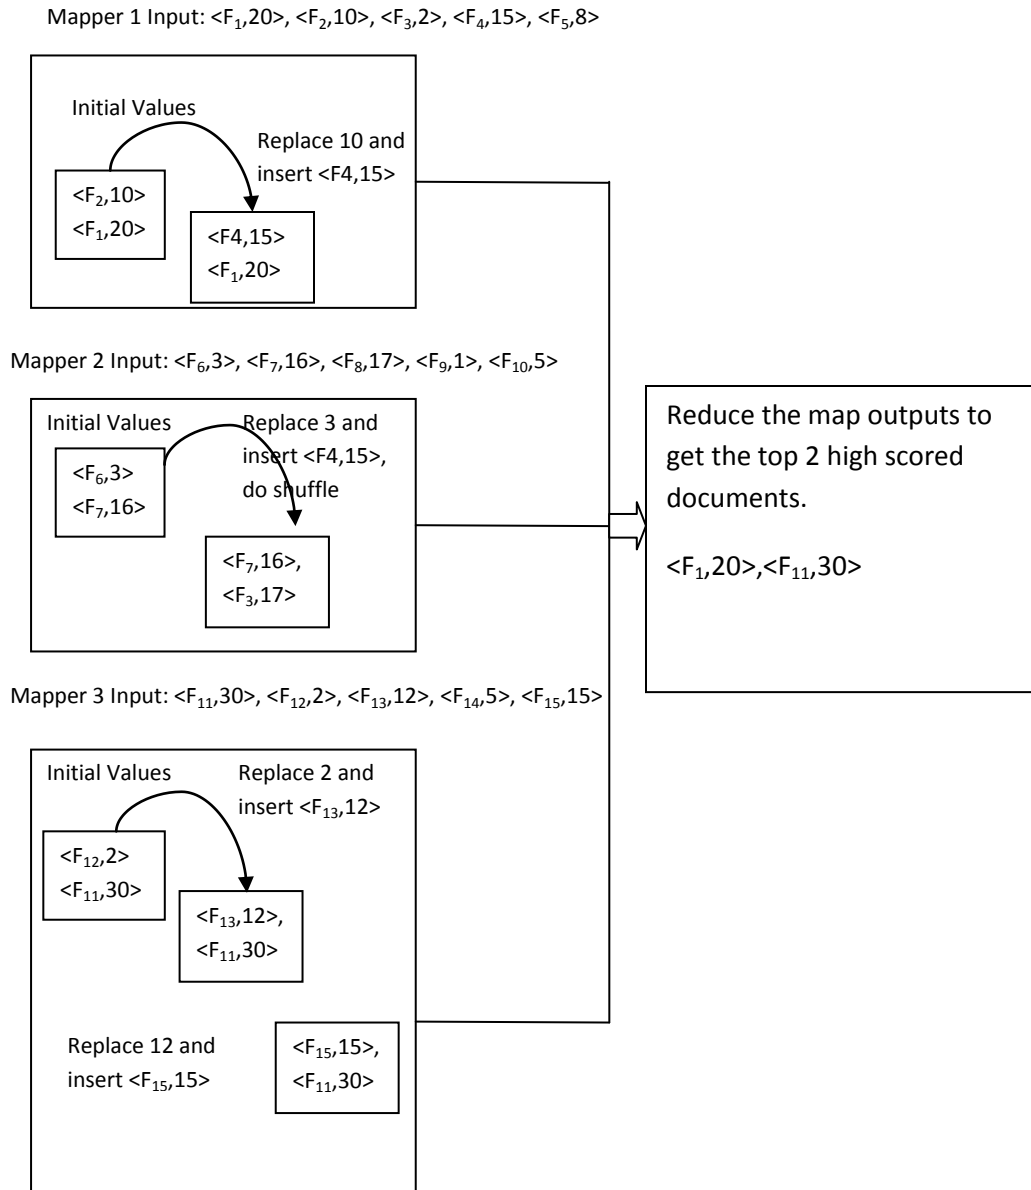 Mapper 1 Input: <F₁,20>, <F₂,10>, <F₃,2>, <F₄,15>, <F₅,8>
Initial Values
Replace 10 and
insert <F4,15>
<F₂,10>
<F₁,20>
<F4,15>
<F₁,20>
Mapper 2 Input: <F₆,3>, <F₇,16>, <F₈,17>, <F₉,1>, <F₁₀,5>
Initial Values
Replace 3 and
insert <F4,15>,
do shuffle
<F₆,3>
<F₇,16>
<F₇,16>,
<F₃,17>
Reduce the map outputs to
get the top 2 high scored
documents.
<F₁,20>,<F₁₁,30>
Mapper 3 Input: <F₁₁,30>, <F₁₂,2>, <F₁₃,12>, <F₁₄,5>, <F₁₅,15>
Initial Values
Replace 2 and
insert <F₁₃,12>
<F₁₂,2>
<F₁₁,30>
<F₁₃,12>,
<F₁₁,30>
Replace 12 and
insert <F₁₅,15>
<F₁₅,15>,
<F₁₁,30>